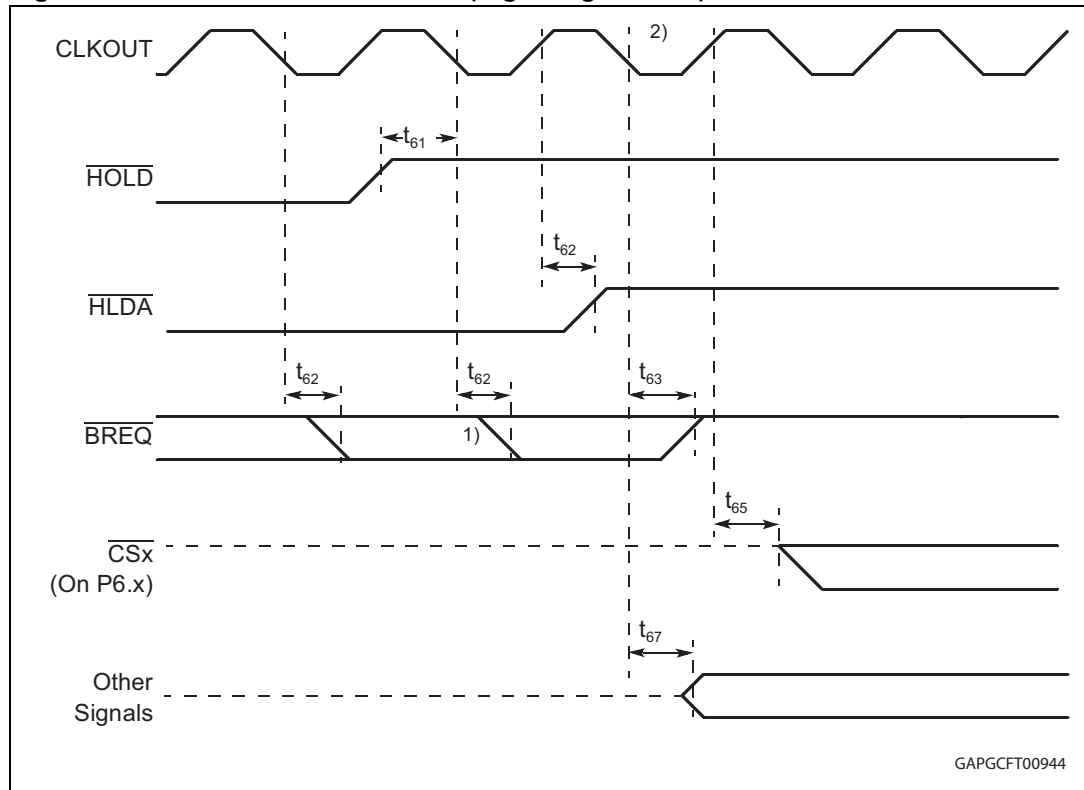 CLKOUT
2)
t61
HOLD
t62
HLDA
t62
t62
t63
BREQ
1)
t65
CSx
(On P6.x)
t67
Other
Signals
GAPGCFT00944